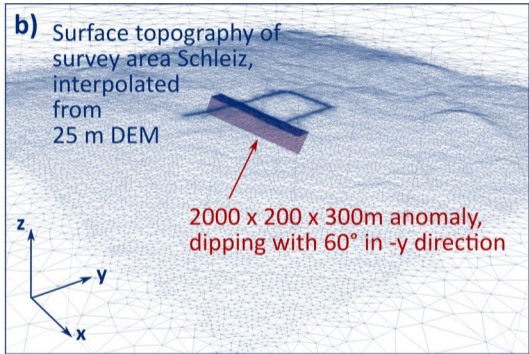 b) Surface topography of
survey area Schleiz,
interpolated
from
25 m DEM
2000 x 200 x 300m anomaly,
dipping with 60° in -y direction
z
y
x